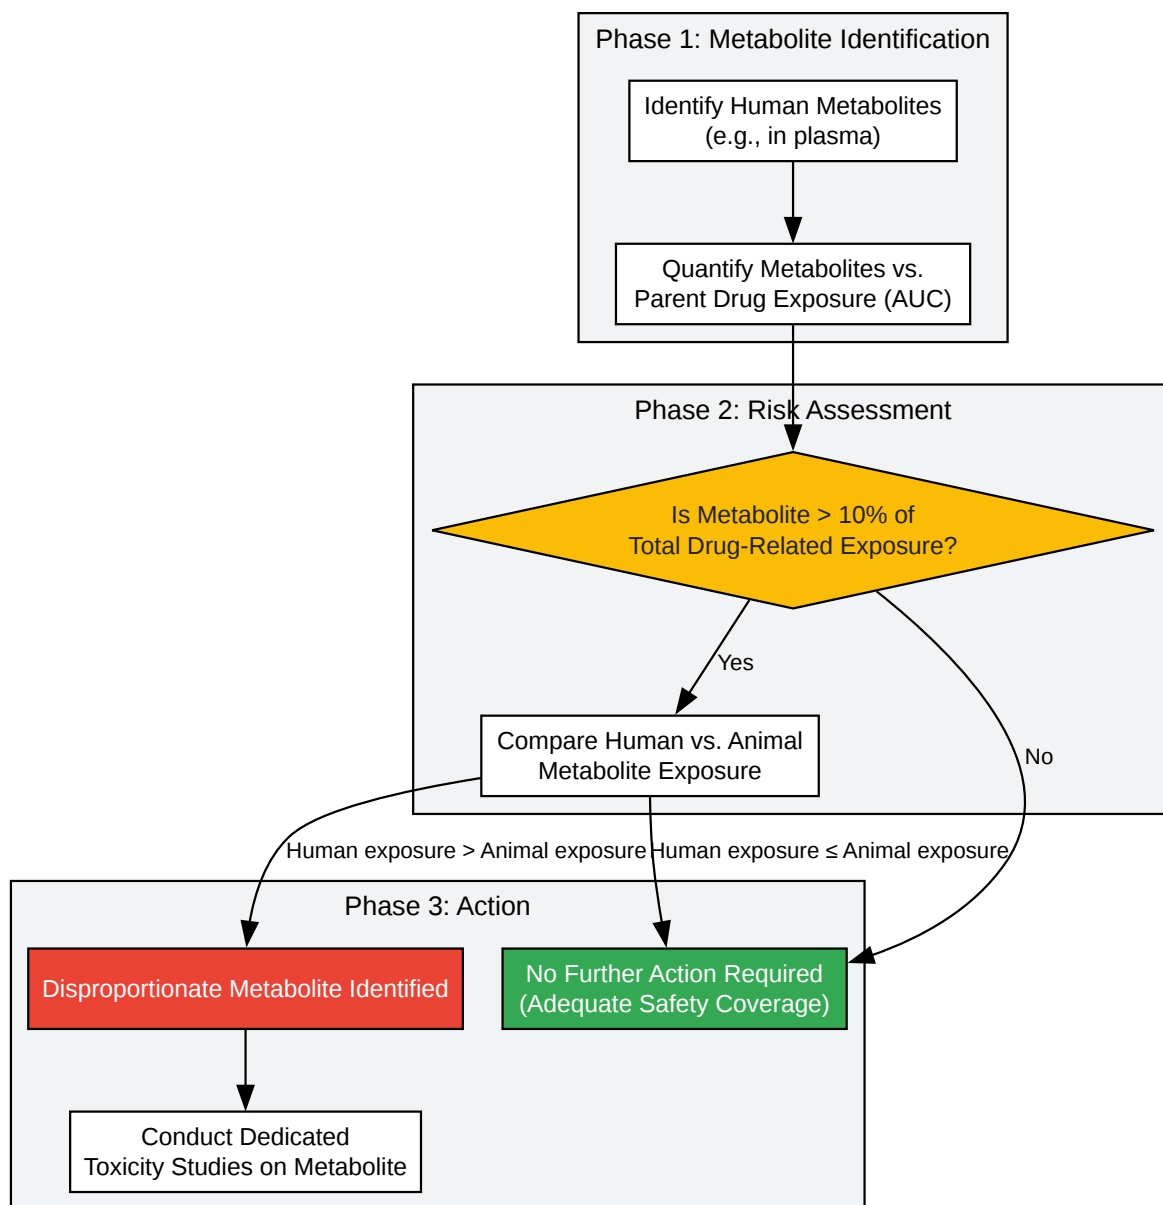 Phase 1: Metabolite Identification
Identify Human Metabolites
(e.g., in plasma)
Quantify Metabolites vs.
Parent Drug Exposure (AUC)
Phase 2: Risk Assessment
Is Metabolite > 10% of
Total Drug-Related Exposure?
Yes
No
Compare Human vs. Animal
Metabolite Exposure
Human exposure > Animal exposure
Human exposure ≤ Animal exposure
Phase 3: Action
Disproportionate Metabolite Identified
No Further Action Required
(Adequate Safety Coverage)
Conduct Dedicated
Toxicity Studies on Metabolite